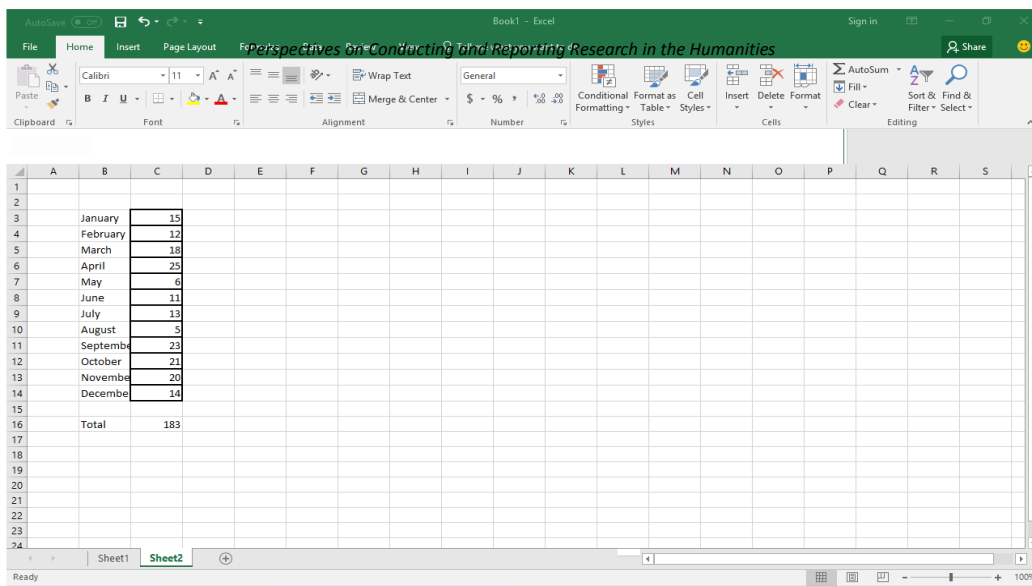 AutoSave Off Book1 - Excel Sign in
File Home Insert Page Layout Perspectives on Conducting and Reporting Research in the Humanities Share
Calibri 11 A A Wrap Text General AutoSum
Paste B I U A Merge & Center $ % , Conditional Format as Cell Insert Delete Format Fill Sort & Find &
Formatting Table Styles Clear Filter Select
Clipboard Font Alignment Number Styles Cells Editing
A B C D E F G H I J K L M N O P Q R S
1
2
3 January 15
4 February 12
5 March 18
6 April 25
7 May 6
8 June 11
9 July 13
10 August 5
11 Septembe 23
12 October 21
13 Novembe 20
14 Decembe 14
15
16 Total 183
17
18
19
20
21
22
23
24
Sheet1 Sheet2
Ready 100%